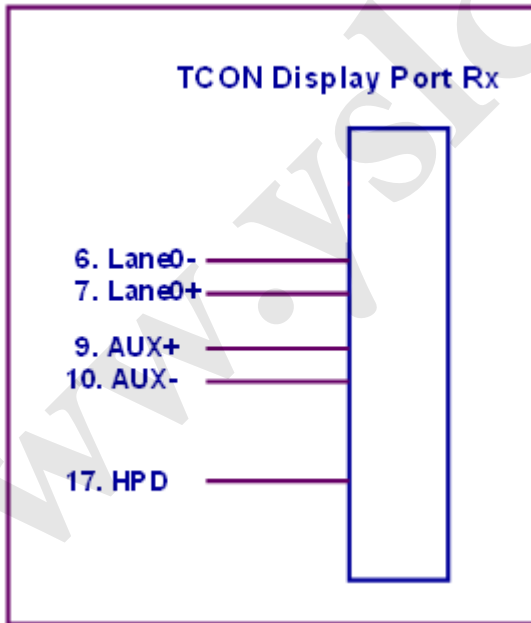 TCON Display Port Rx
6. Lane0-
7. Lane0+
9. AUX+
10. AUX-
17. HPD